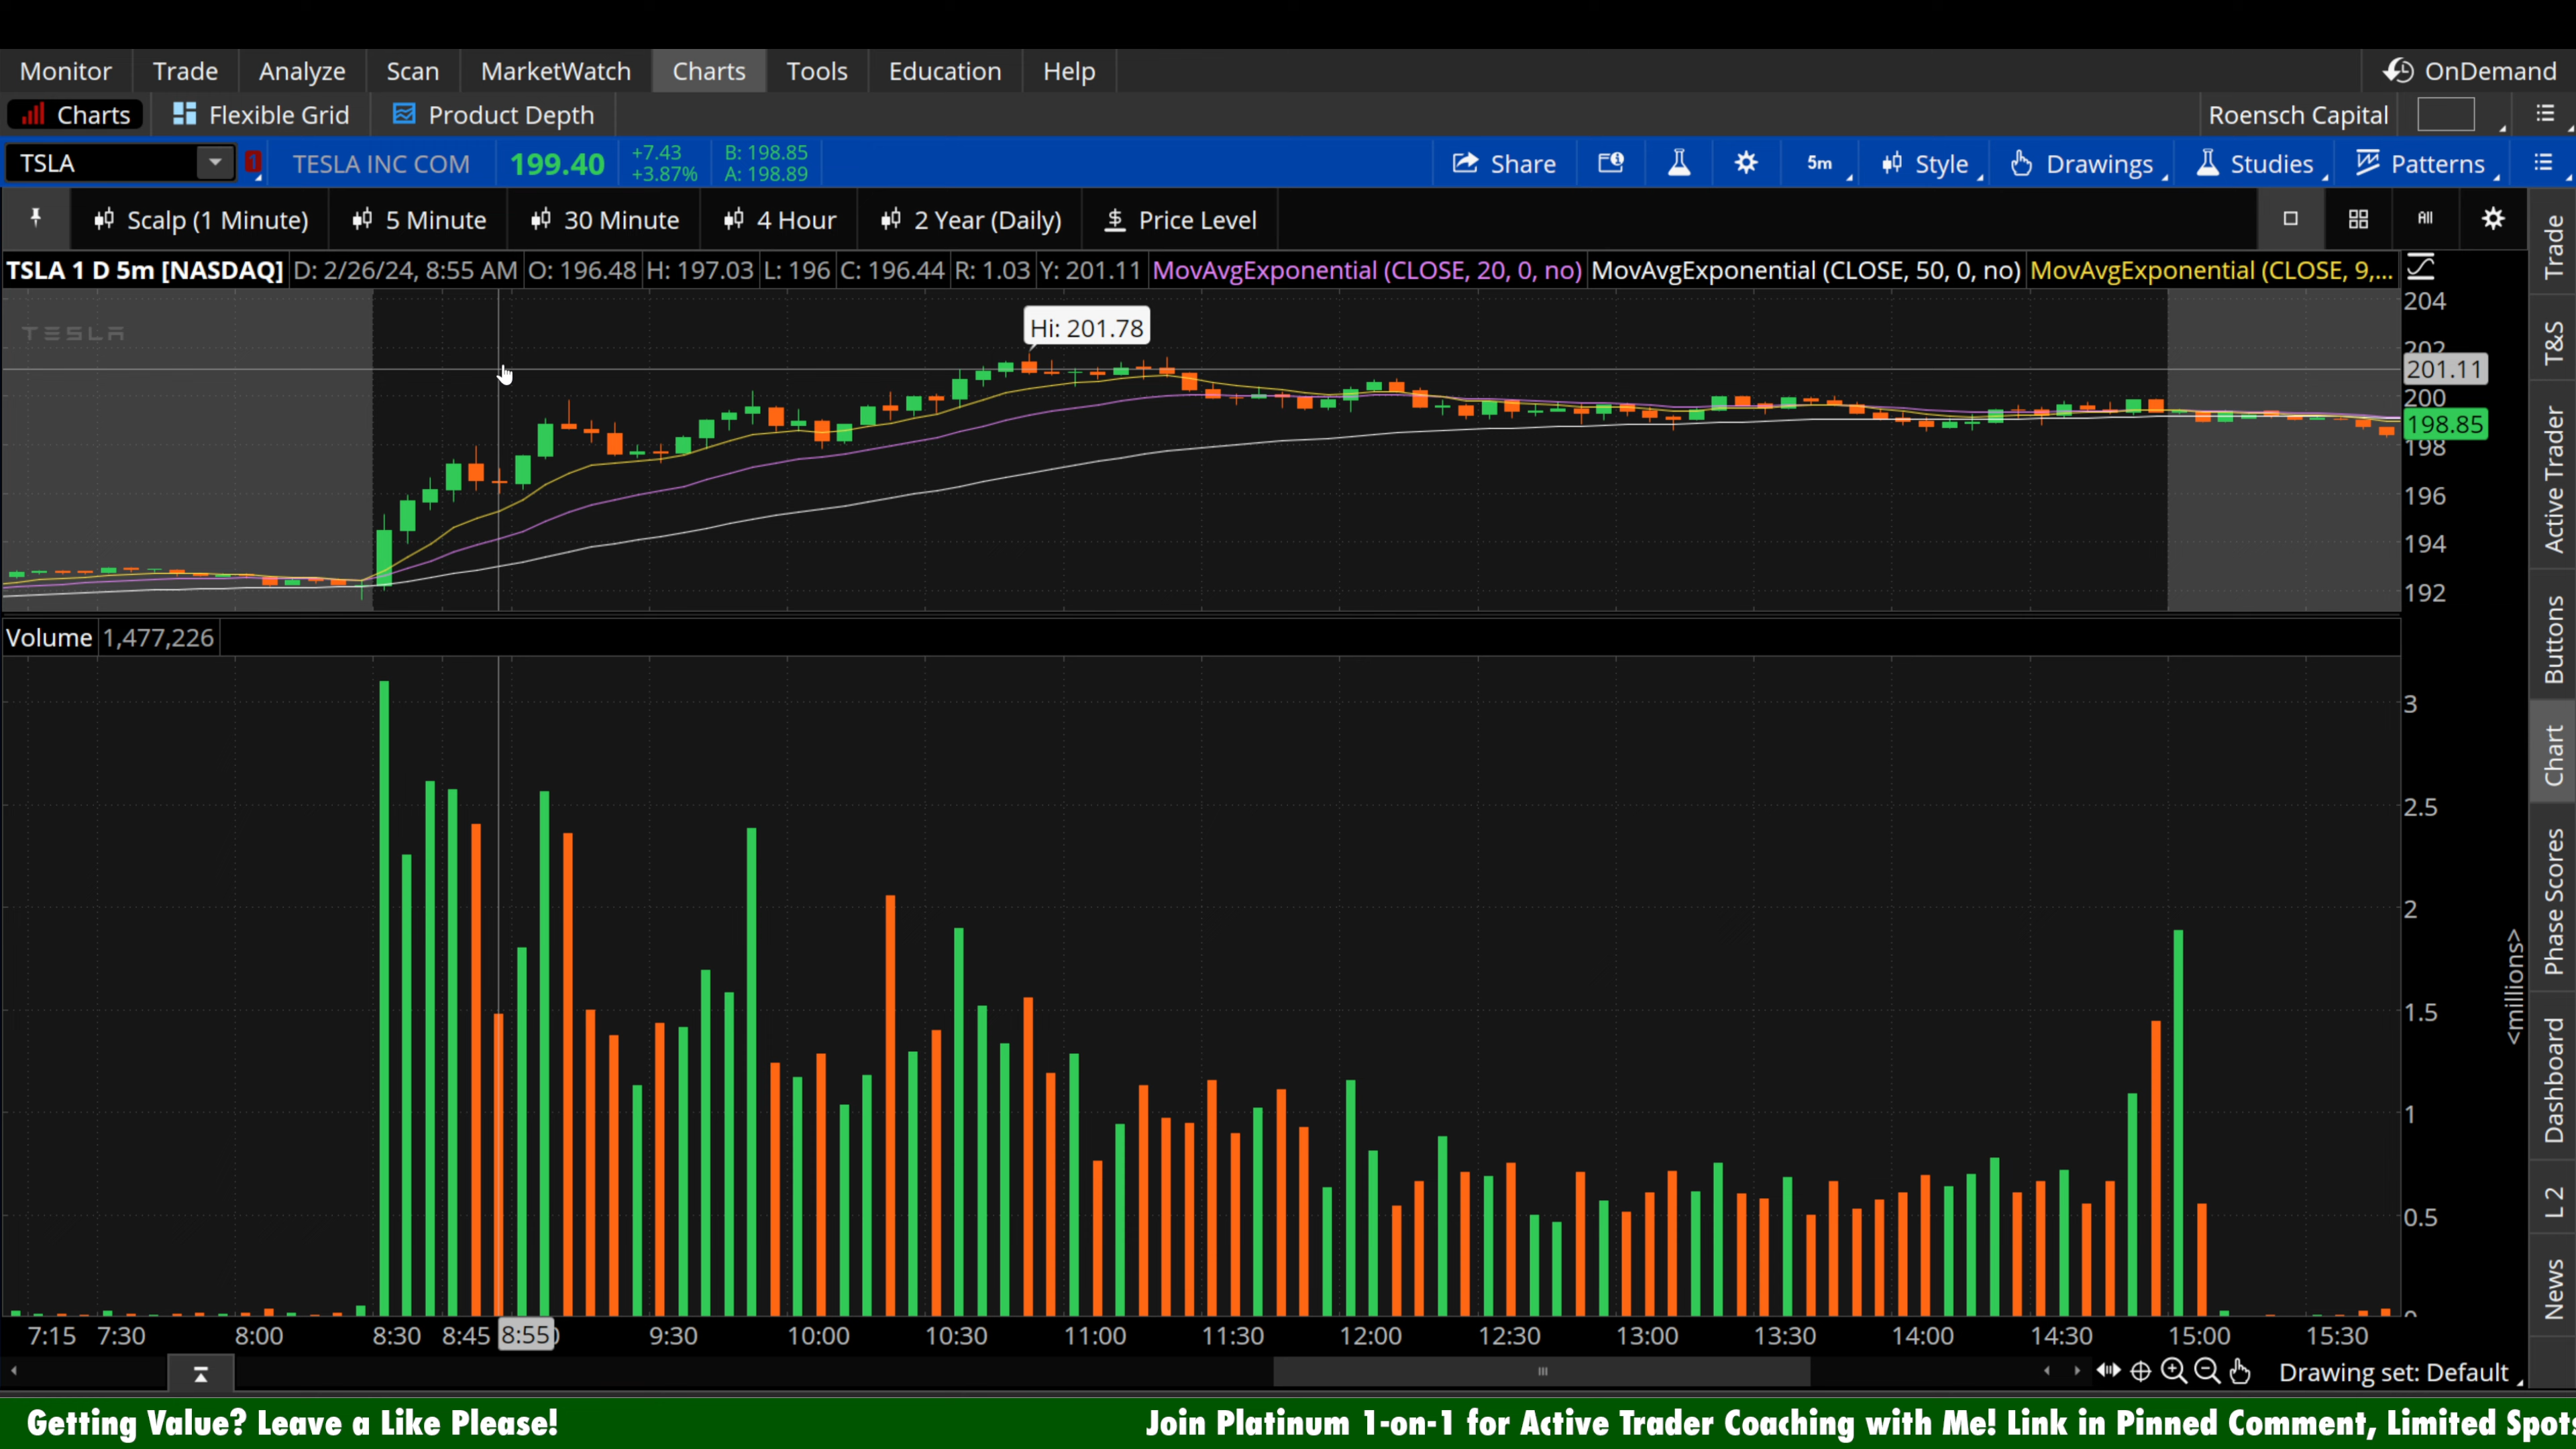 Monitor Trade Analyze Scan MarketWatch Charts Tools Education Help OnDemand
Charts Flexible Grid Product Depth Roensch Capital
TSLA 1 TESLA INC COM 199.40 +7.43 B: 198.85 Share 5m Style Drawings Studies Patterns
+3.87% A: 198.89
Scalp (1 Minute) 5 Minute 30 Minute 4 Hour 2 Year (Daily) $ Price Level All
TSLA 1 D 5m [NASDAQ] D: 2/26/24, 8:55 AM O: 196.48 H: 197.03 L: 196 C: 196.44 R: 1.03 Y: 201.11 MovAvgExponential (CLOSE, 20, 0, no) MovAvgExponential (CLOSE, 50, 0, no) MovAvgExponential (CLOSE, 9,...
204
TESLA
Hi: 201.78
202
201.11
200
198.85
198
196
194
192
Volume 1,477,226
3
2.5
2
1.5
1
0.5
0
<millions>
7:15 7:30 8:00 8:30 8:45 8:55 9:30 10:00 10:30 11:00 11:30 12:00 12:30 13:00 13:30 14:00 14:30 15:00 15:30
Drawing set: Default
Trade
T&S
Active Trader
Buttons
Chart
Phase Scores
Dashboard
L 2
News
Getting Value? Leave a Like Please! Join Platinum 1-on-1 for Active Trader Coaching with Me! Link in Pinned Comment, Limited Spots